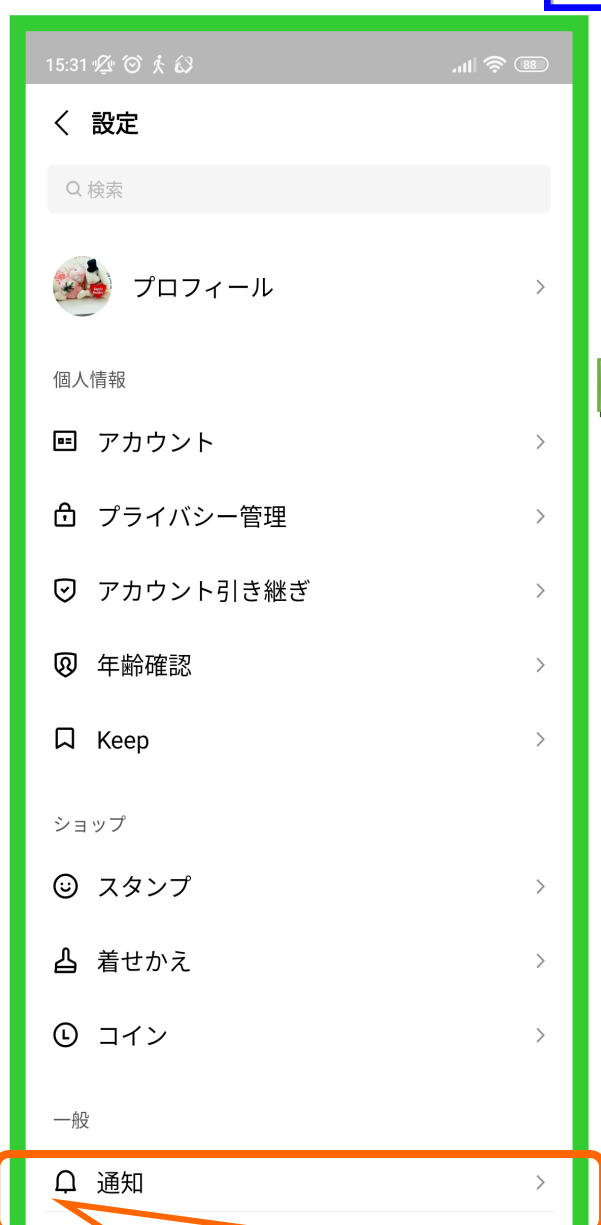 15:31
88
設定
検索
プロフィール
個人情報
アカウント
プライバシー管理
アカウント引き継ぎ
年齢確認
Keep
ショップ
スタンプ
着せかえ
コイン
一般
通知